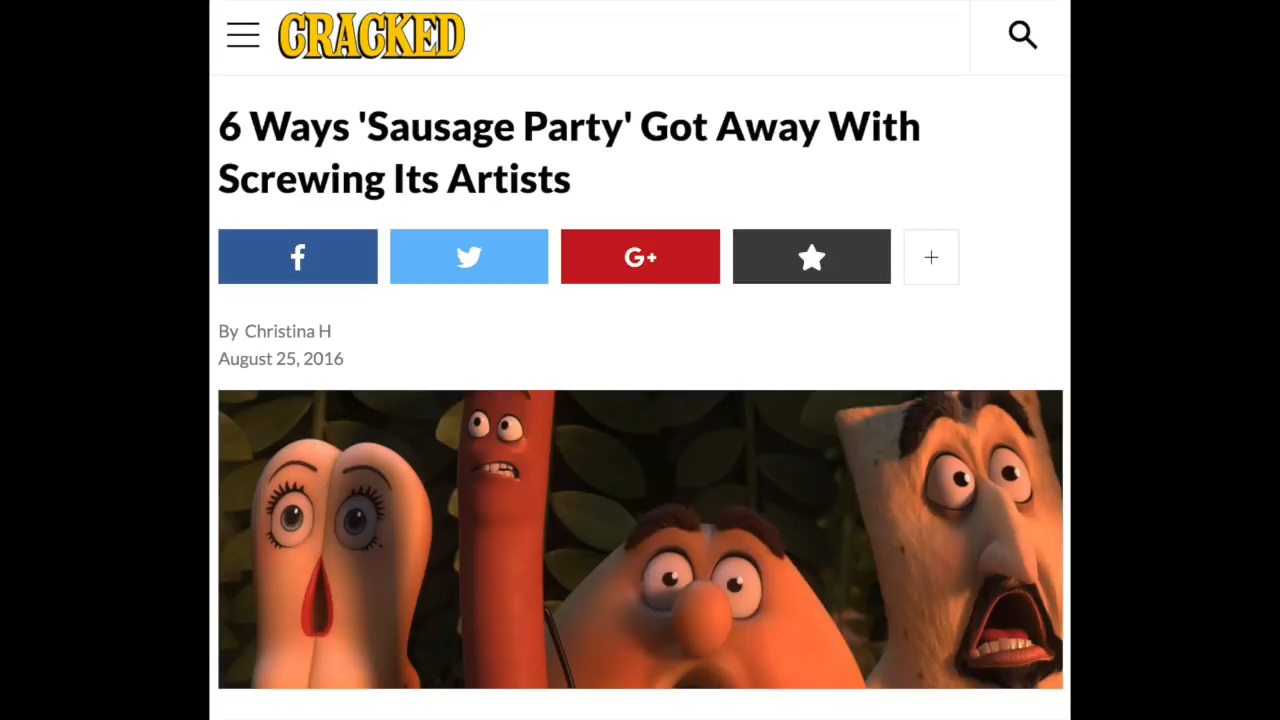 CRACKED
6 Ways 'Sausage Party' Got Away With
Screwing Its Artists
f
G+
+
By Christina H
August 25, 2016